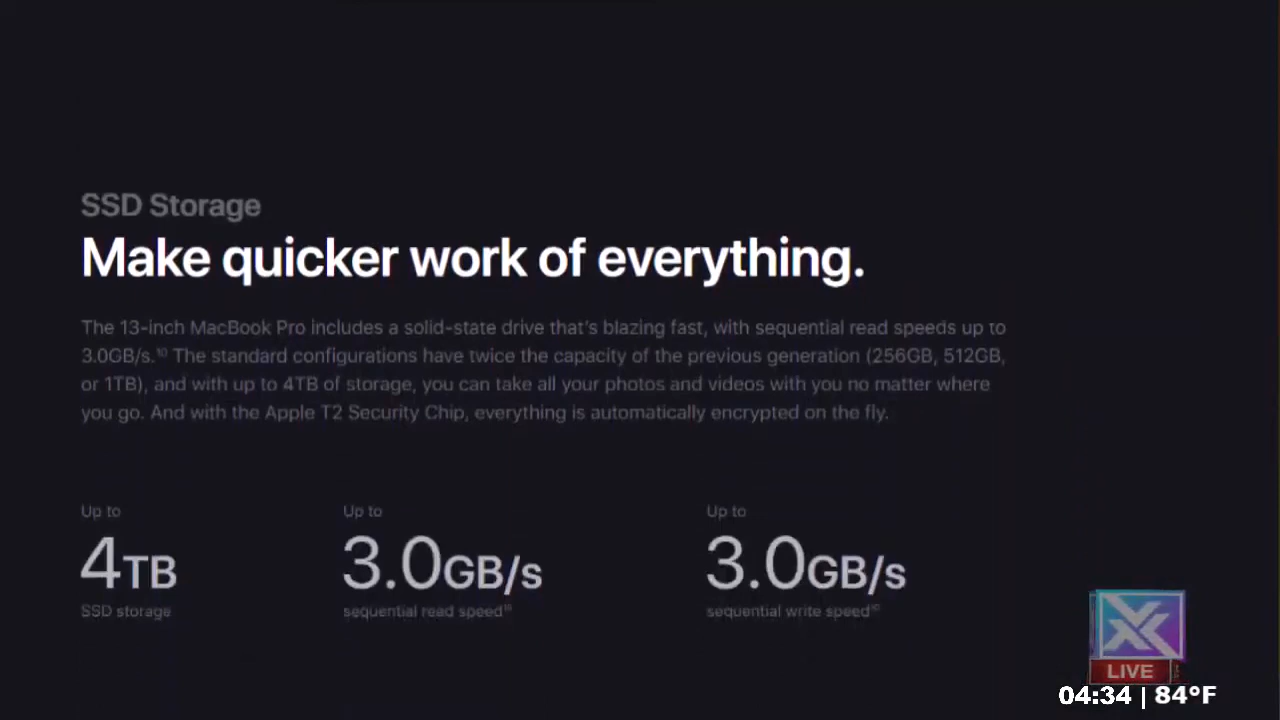 SSD Storage
Make quicker work of everything.
The 13-inch MacBook Pro includes a solid-state drive that's blazing fast, with sequential read speeds up to
3.0GB/s.¹⁰ The standard configurations have twice the capacity of the previous generation (256GB, 512GB,
or 1TB), and with up to 4TB of storage, you can take all your photos and videos with you no matter where
you go. And with the Apple T2 Security Chip, everything is automatically encrypted on the fly.
Up to
4TB
SSD storage
Up to
3.0GB/s
sequential read speed¹⁰
Up to
3.0GB/s
sequential write speed¹⁰
LIVE
04:34 | 84°F